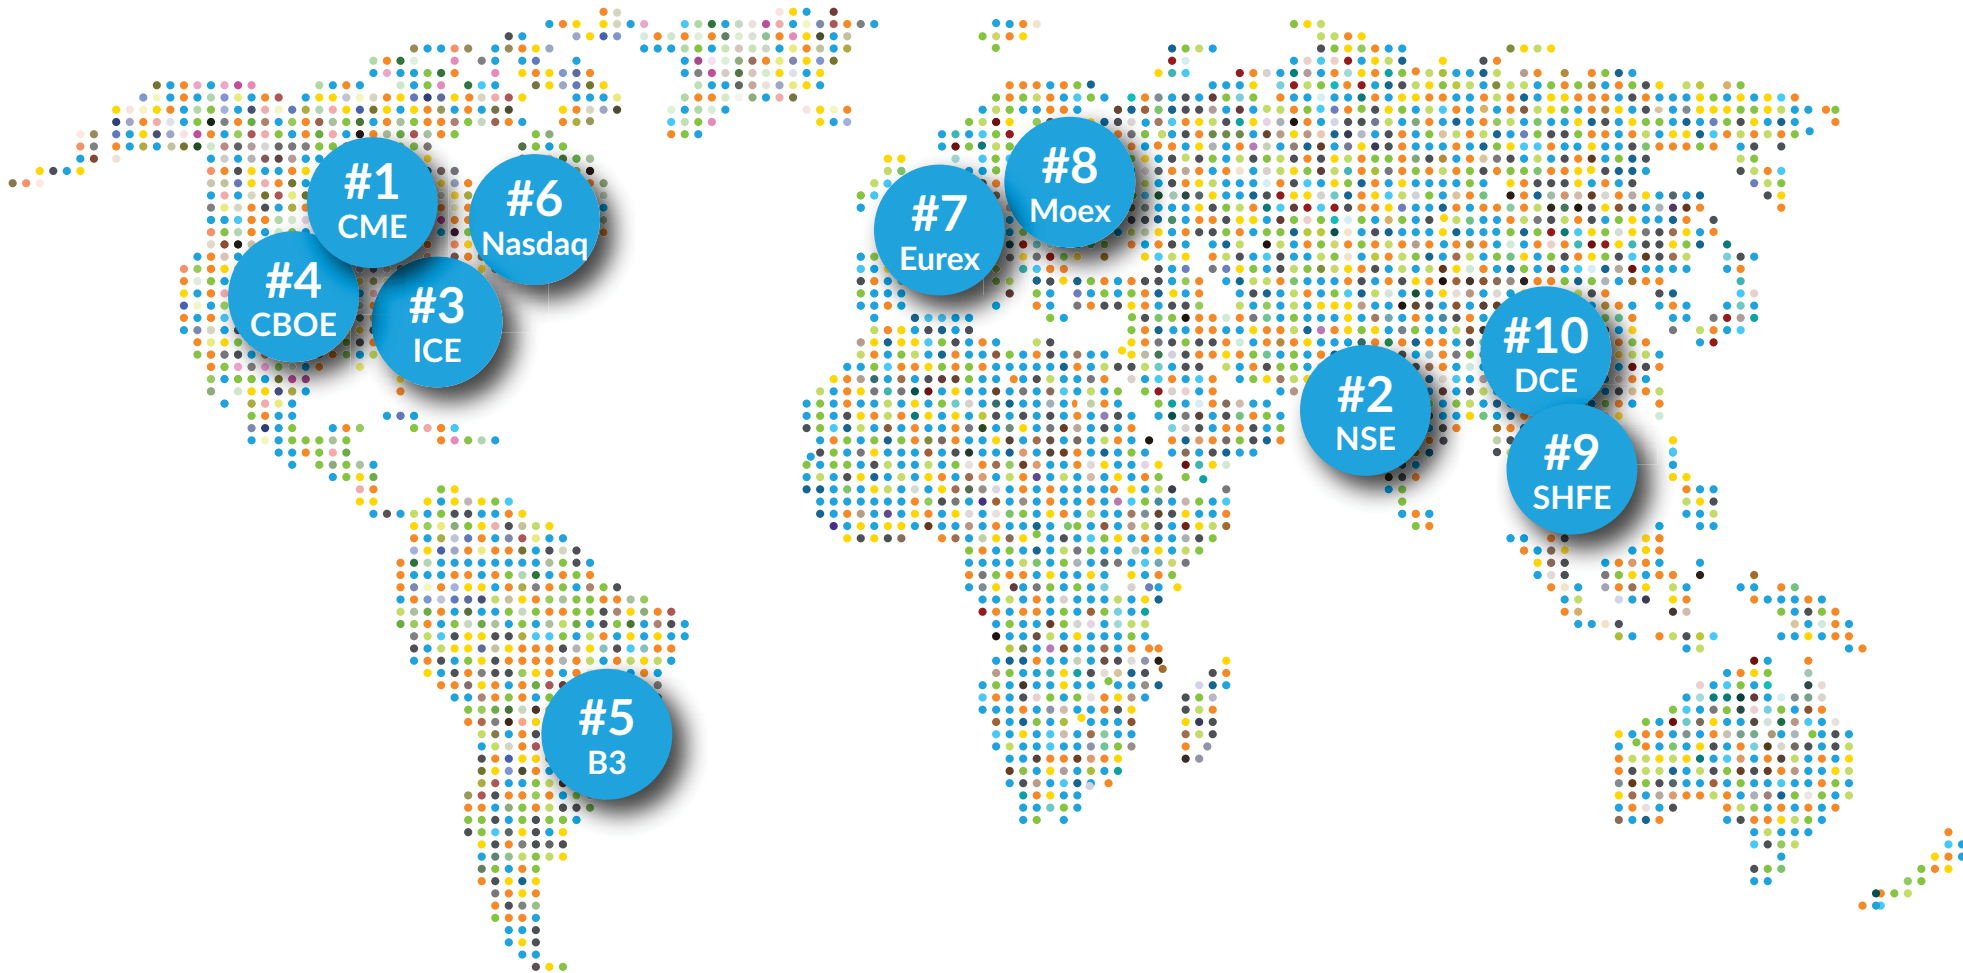 #1
CME
#6
Nasdaq
#4
CBOE
#3
ICE
#7
Eurex
#8
Moex
#10
DCE
#2
NSE
#9
SHFE
#5
B3